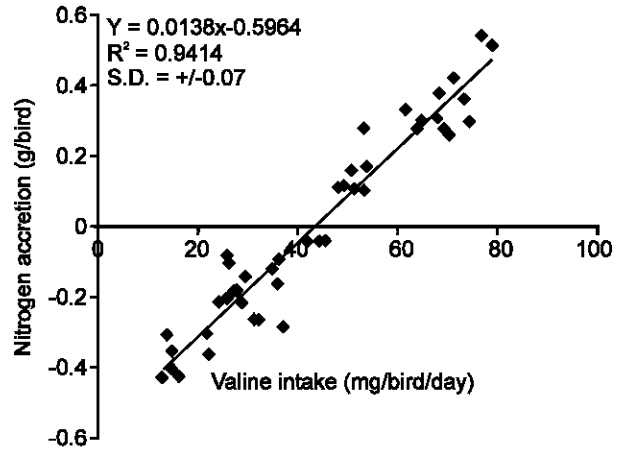 0.6
Y = 0.0138x-0.5964
R² = 0.9414
S.D. = +/-0.07
0.4
0.2
0
0 20 40 60 80 100
-0.2
-0.4
-0.6
Nitrogen accretion (g/bird)
Valine intake (mg/bird/day)